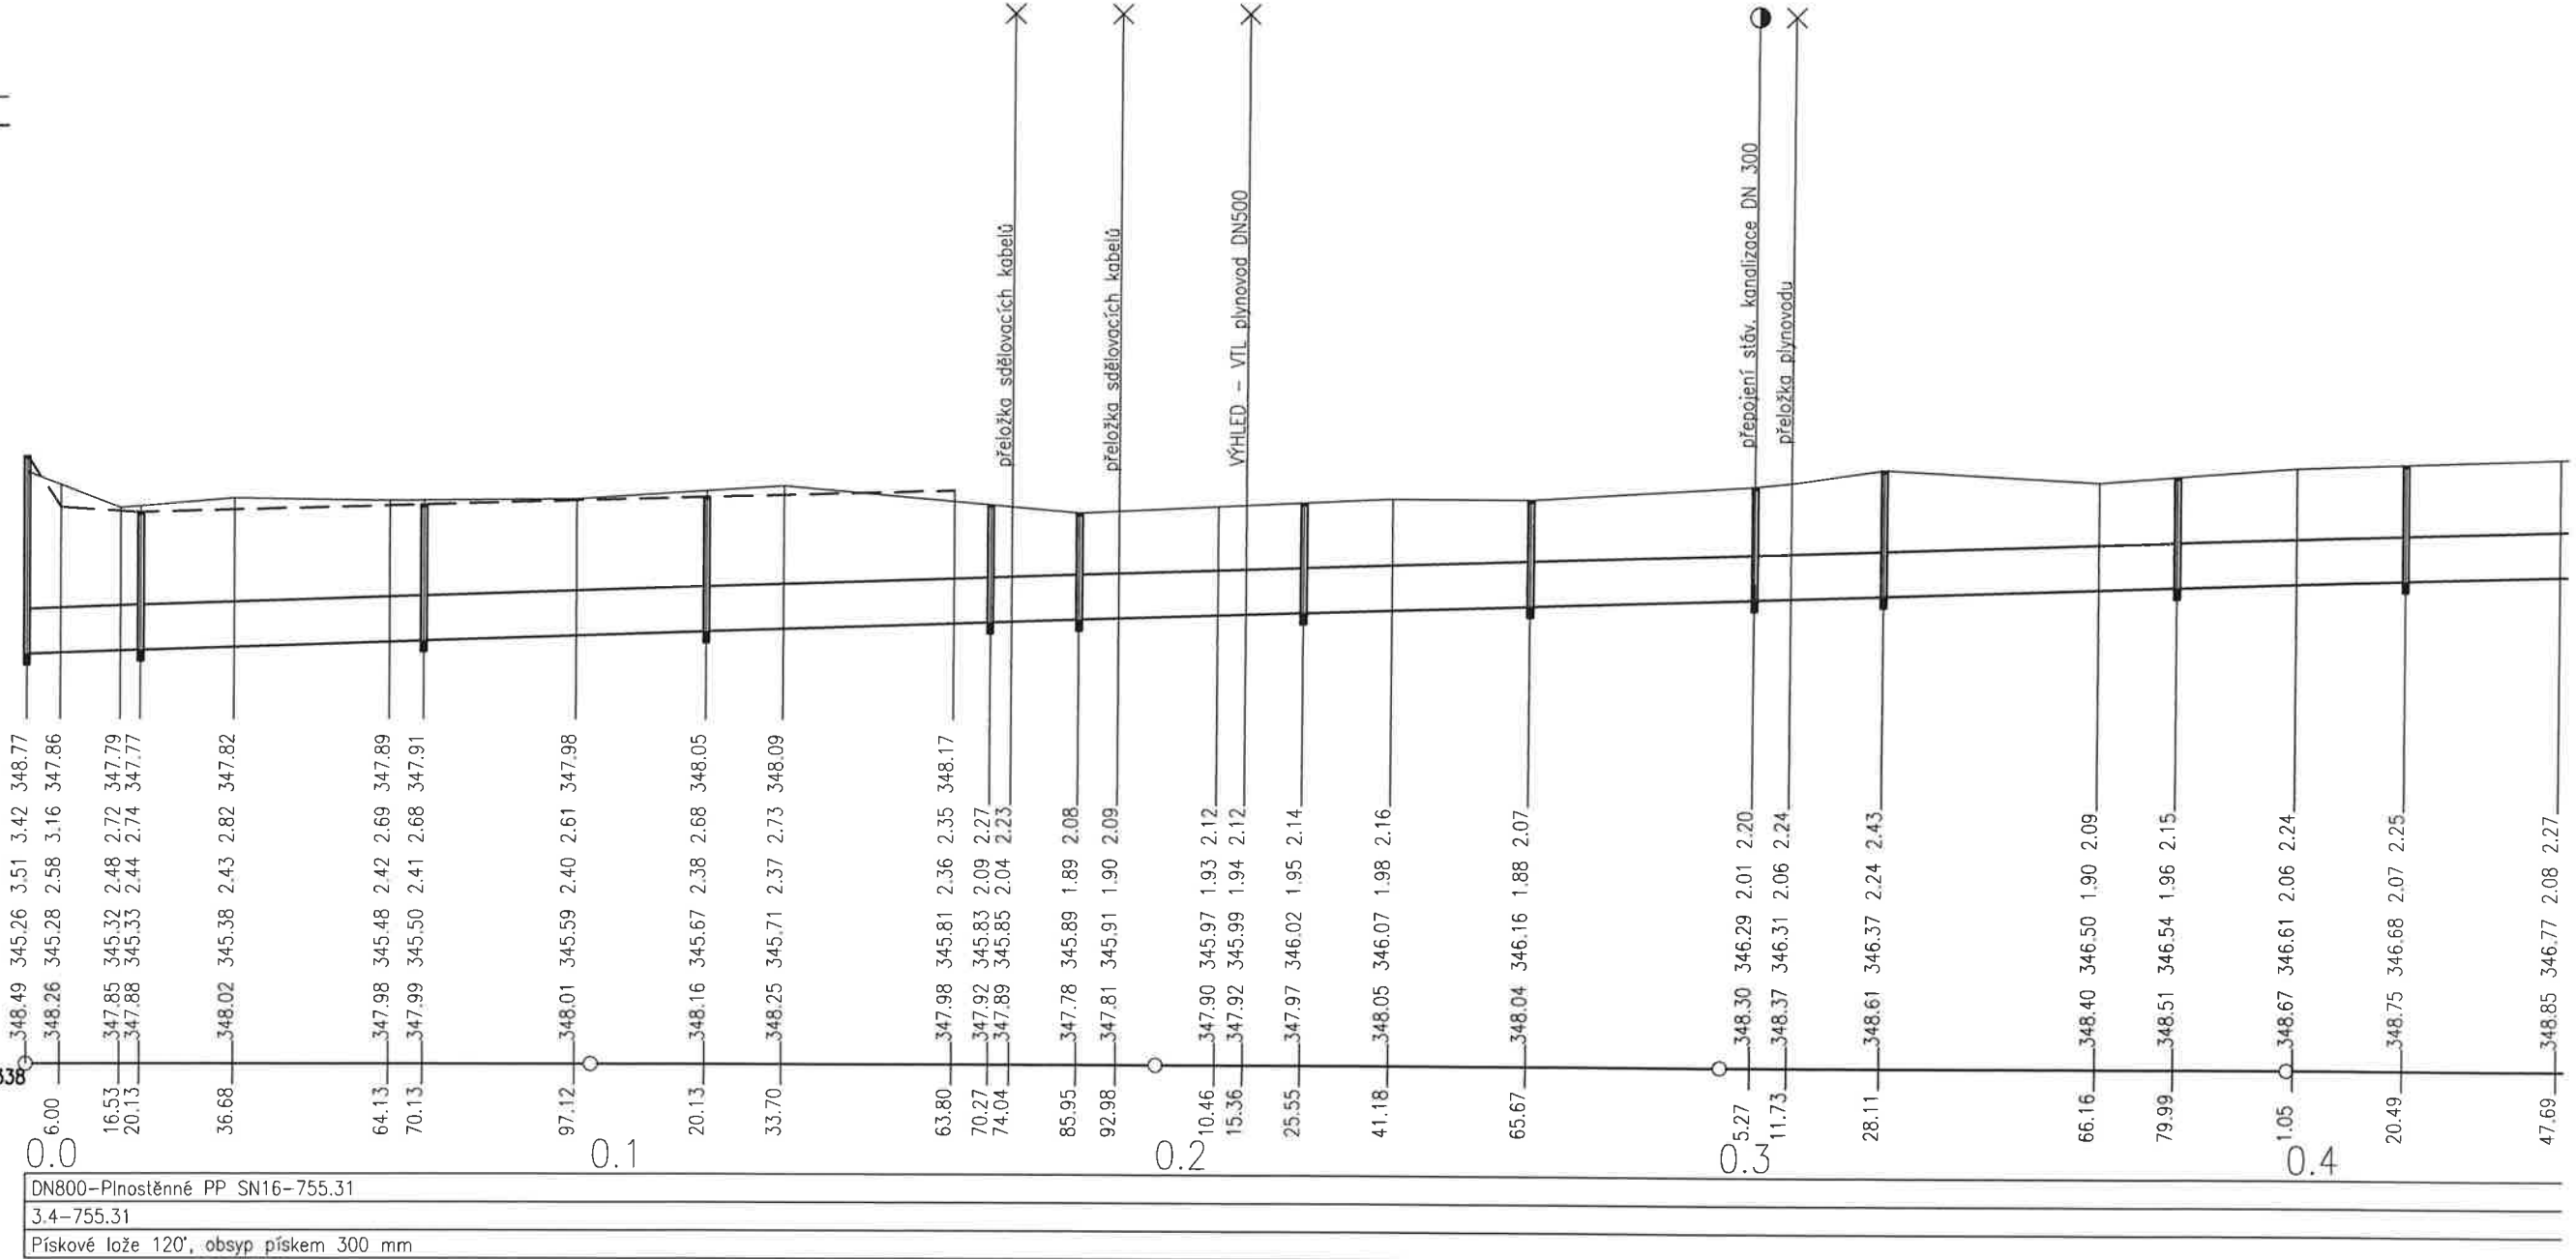 přeložka sdělovacích kabelů
přeložka sdělovacích kabelů
VÝHLED – VTL plynovod DN500
přepojení stáv. kanalizace DN 300
přeložka plynovodu
348.49 345.26 3.51 3.42 348.77
348.26 345.28 2.58 3.16 347.86
347.85 345.32 2.48 2.72 347.79
347.88 345.33 2.44 2.74 347.77
348.02 345.38 2.43 2.82 347.82
347.98 345.48 2.42 2.69 347.89
347.99 345.50 2.41 2.68 347.91
348.01 345.59 2.40 2.61 347.98
348.16 345.67 2.38 2.68 348.05
348.25 345.71 2.37 2.73 348.09
347.98 345.81 2.36 2.35 348.17
347.92 345.83 2.09 2.27
347.89 345.85 2.04 2.23
347.78 345.89 1.89 2.08
347.81 345.91 1.90 2.09
347.90 345.97 1.93 2.12
347.92 345.99 1.94 2.12
347.97 346.02 1.95 2.14
348.05 346.07 1.98 2.16
348.04 346.16 1.88 2.07
348.30 346.29 2.01 2.20
348.37 346.31 2.06 2.24
348.61 346.37 2.24 2.43
348.40 346.50 1.90 2.09
348.51 346.54 1.96 2.15
348.67 346.61 2.06 2.24
348.75 346.68 2.07 2.25
348.85 346.77 2.08 2.27
338
6.00
16.53
20.13
36.68
64.13
70.13
97.12
20.13
33.70
63.80
70.27
74.04
85.95
92.98
10.46
15.36
25.55
41.18
65.67
5.27
11.73
28.11
66.16
79.99
1.05
20.49
47.69
0.0
0.1
0.2
0.3
0.4
DN800-Plnostěnné PP SN16-755.31
3.4-755.31
Pískové lože 120°, obsyp pískem 300 mm